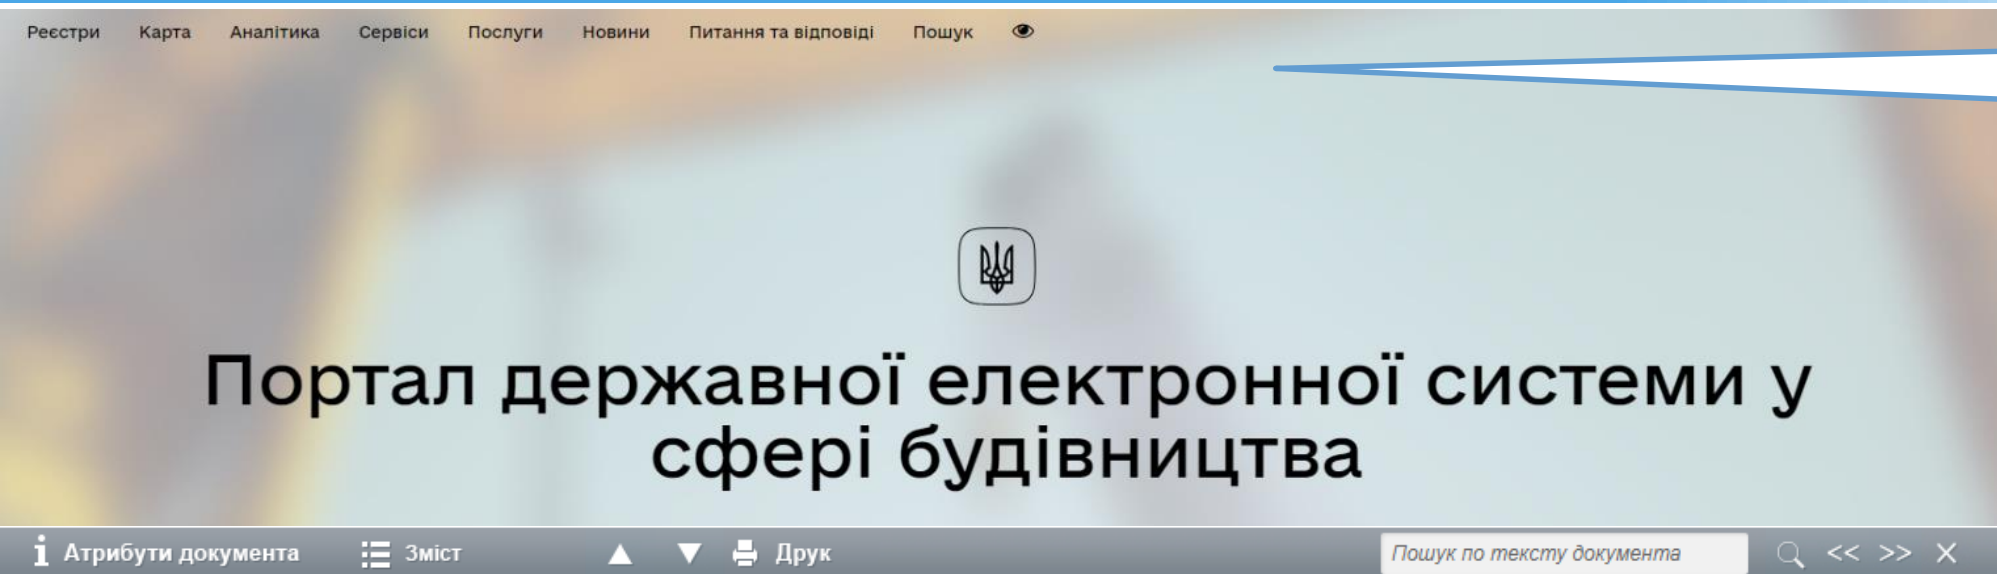 Реєстри Карта Аналітика Сервіси Послуги Новини Питання та відповіді Пошук
Портал державної електронної системи у
сфері будівництва
Атрибути документа Зміст Друк Пошук по тексту документа << >>